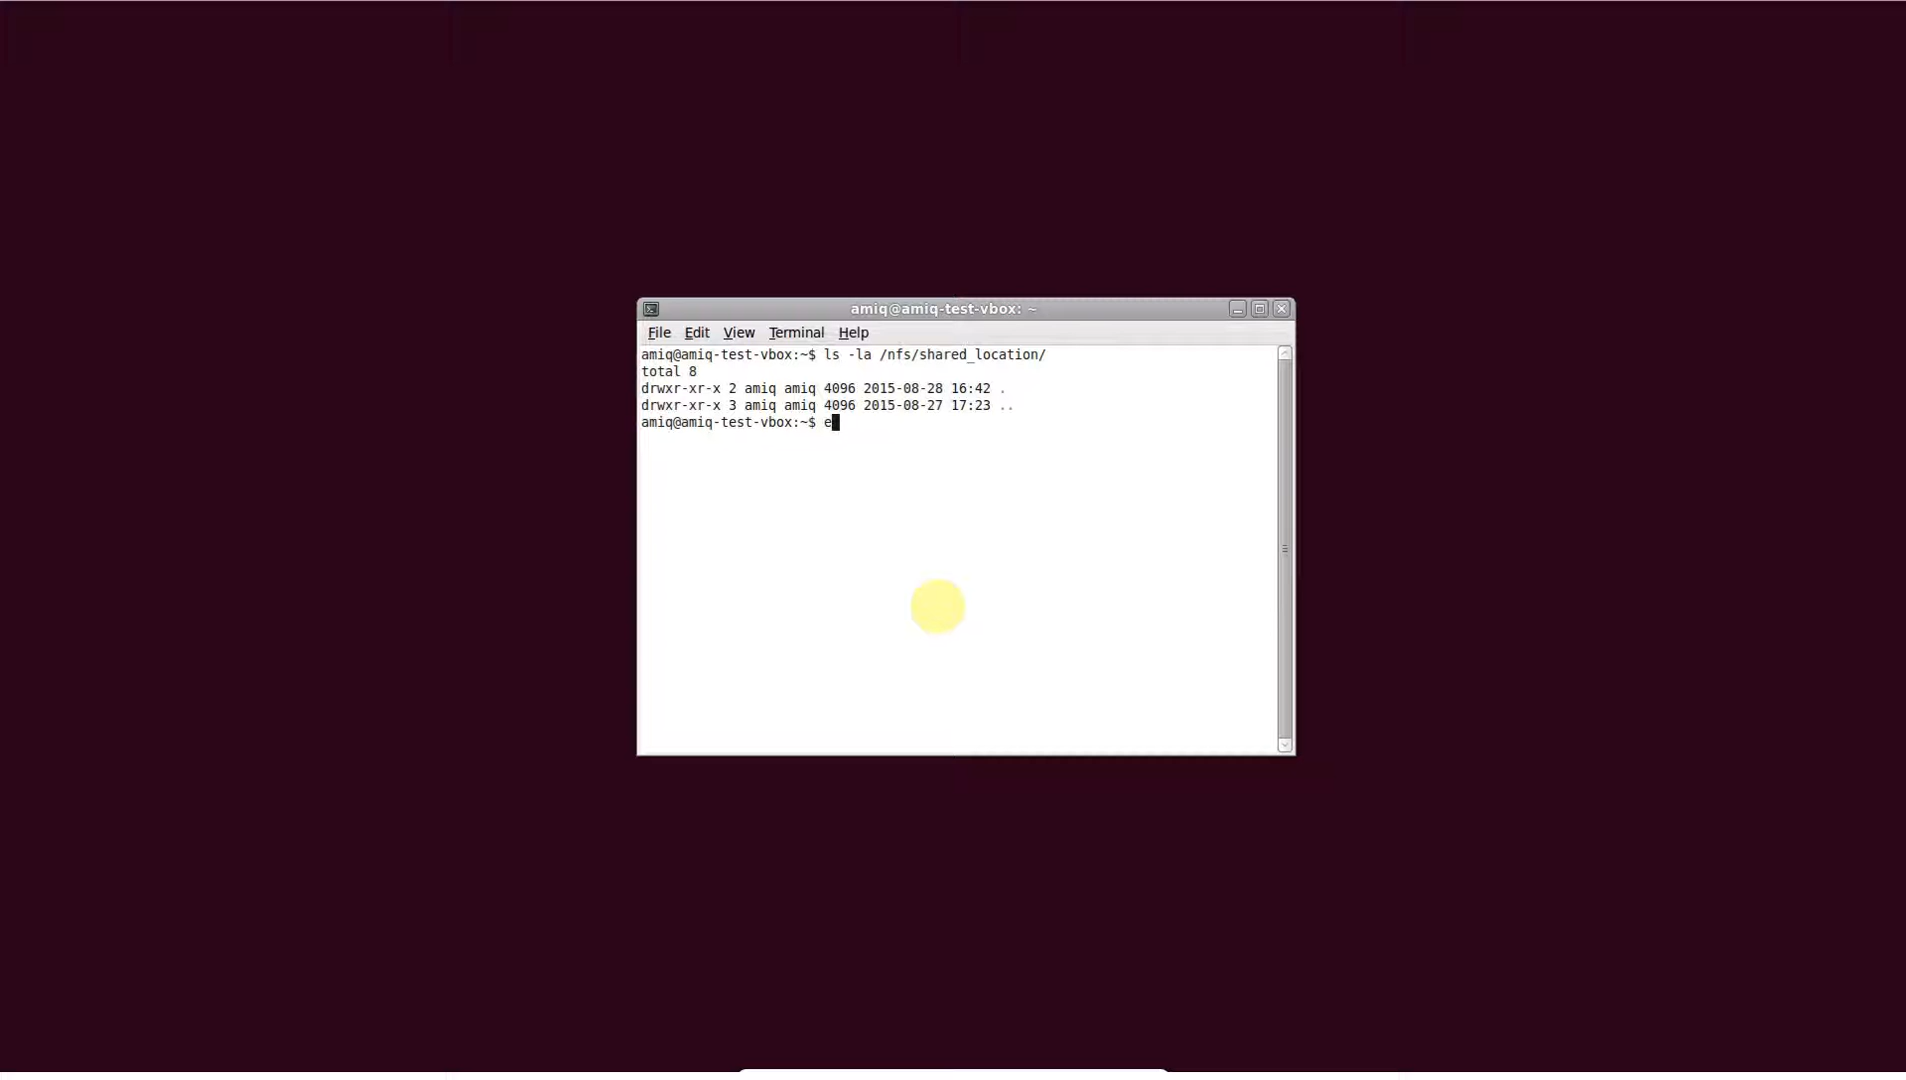 amiq@amiq-test-vbox: ~
File Edit View Terminal Help
amiq@amiq-test-vbox:~$ ls -la /nfs/shared_location/
total 8
drwxr-xr-x 2 amiq amiq 4096 2015-08-28 16:42 .
drwxr-xr-x 3 amiq amiq 4096 2015-08-27 17:23 ..
amiq@amiq-test-vbox:~$ e